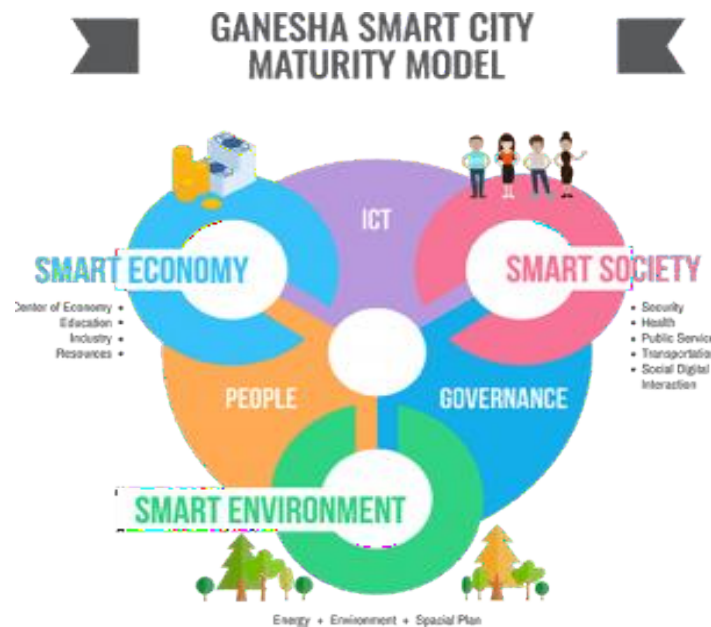 GANESHA SMART CITY
MATURITY MODEL
ICT
SMART ECONOMY
SMART SOCIETY
Center of Economy •
Education •
Industry •
Resources •
• Security
• Health
• Public Service
• Transportatio
• Social Digital
Interaction
PEOPLE
GOVERNANCE
SMART ENVIRONMENT
Energy + Environment + Spacial Plan